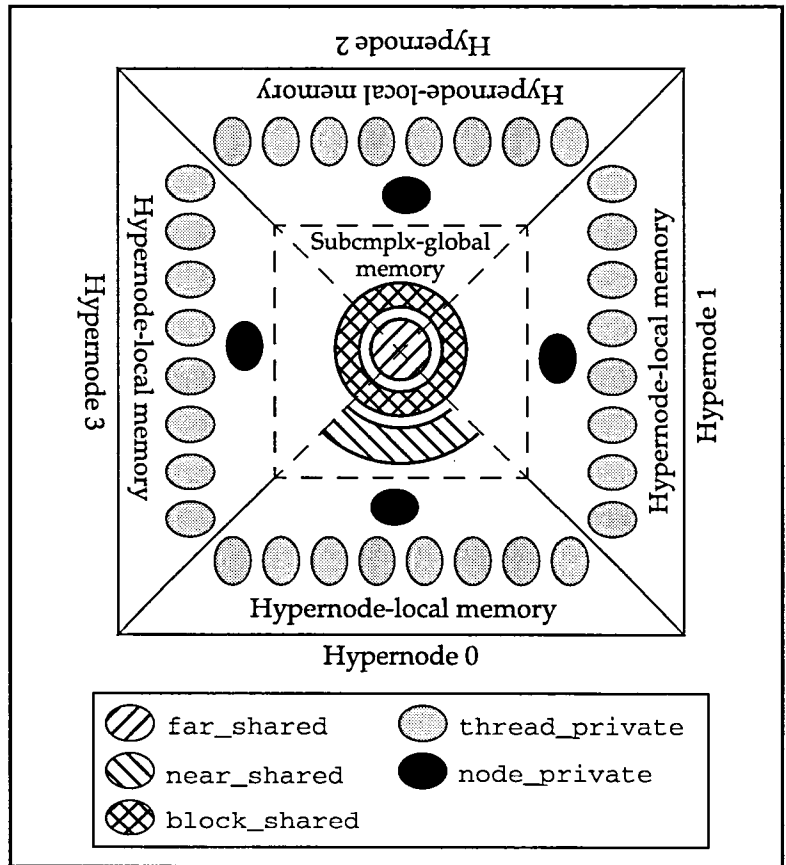 Hypernode 2
Hypernode-local memory
Subcmplx-global
memory
Hypernode-local memory
Hypernode 3
Hypernode-local memory
Hypernode 1
Hypernode-local memory
Hypernode 0
far_shared
near_shared
block_shared
thread_private
node_private